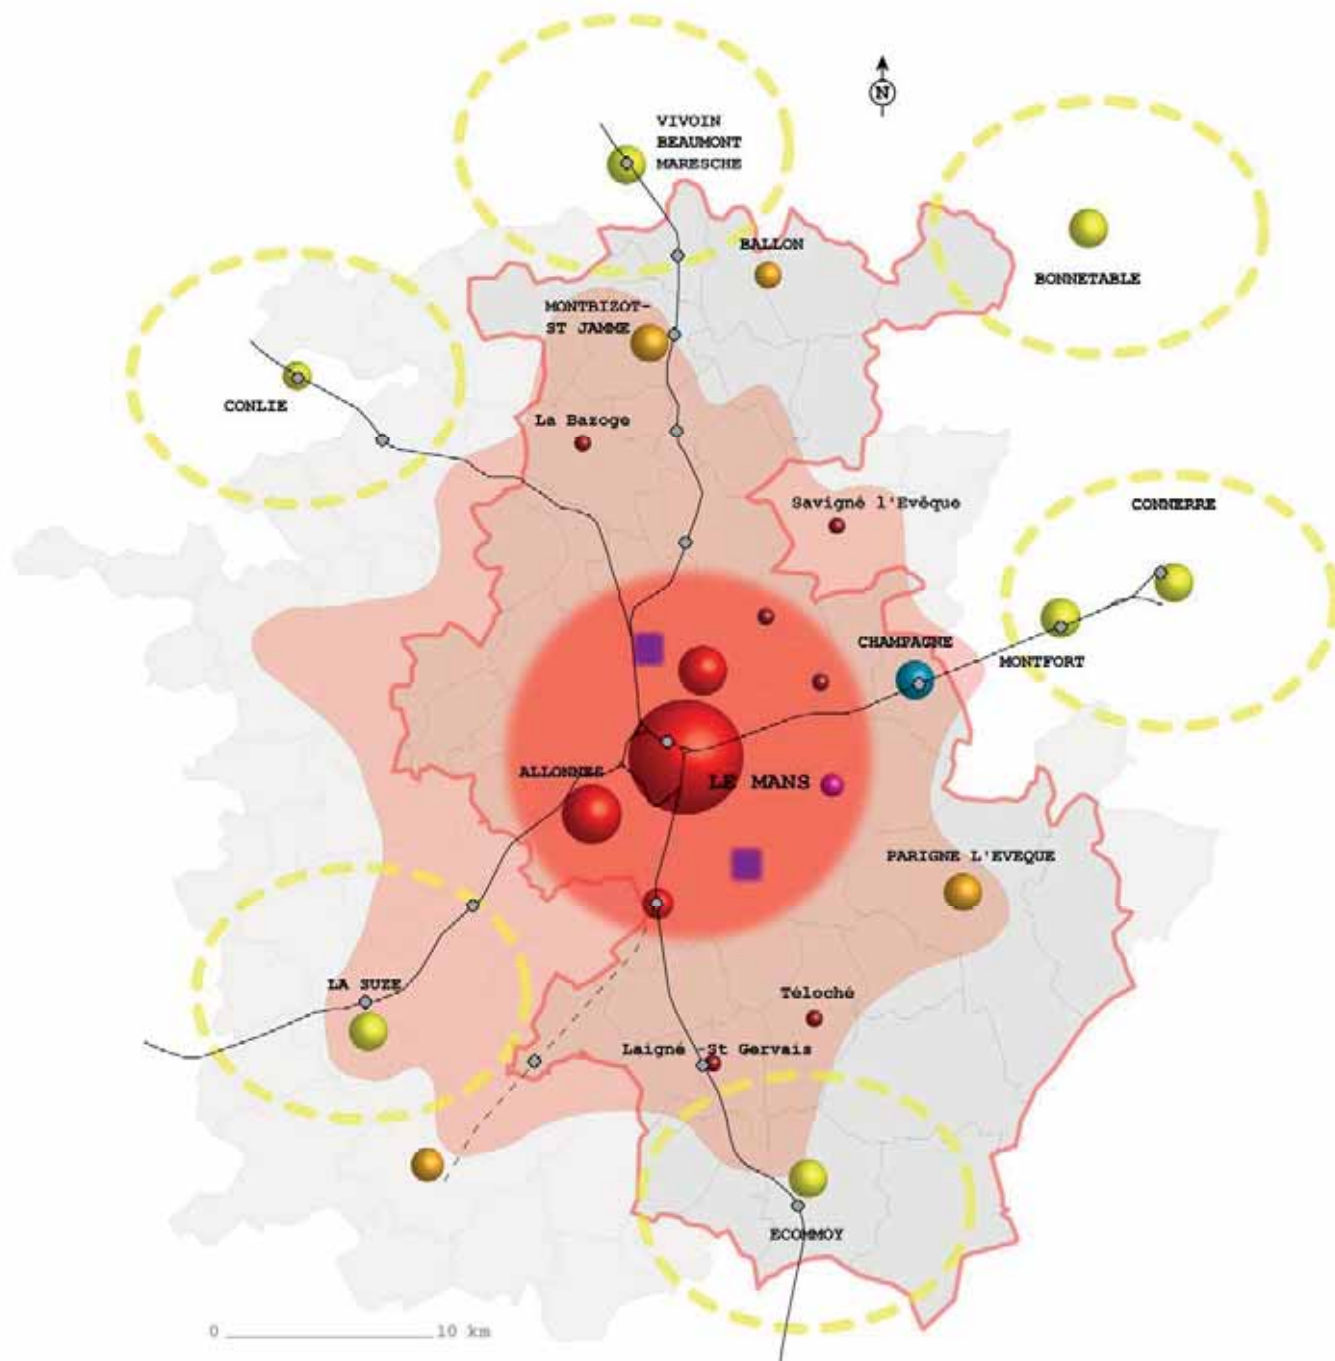 N
VIVOIN
BEAUMONT
MARESCHE
BALLON
BONNETABLE
MONTBIZOT-
ST JAMME
CONLIE
La Bazoge
Savigné l'Evêque
CONNERRE
CHAMPAGNE
MONTFORT
ALLONNES
LE MANS
PARIGNE L'EVEQUE
LA SUZE
Téloché
Laigné -St Gervais
ECOMMOY
0 10 km